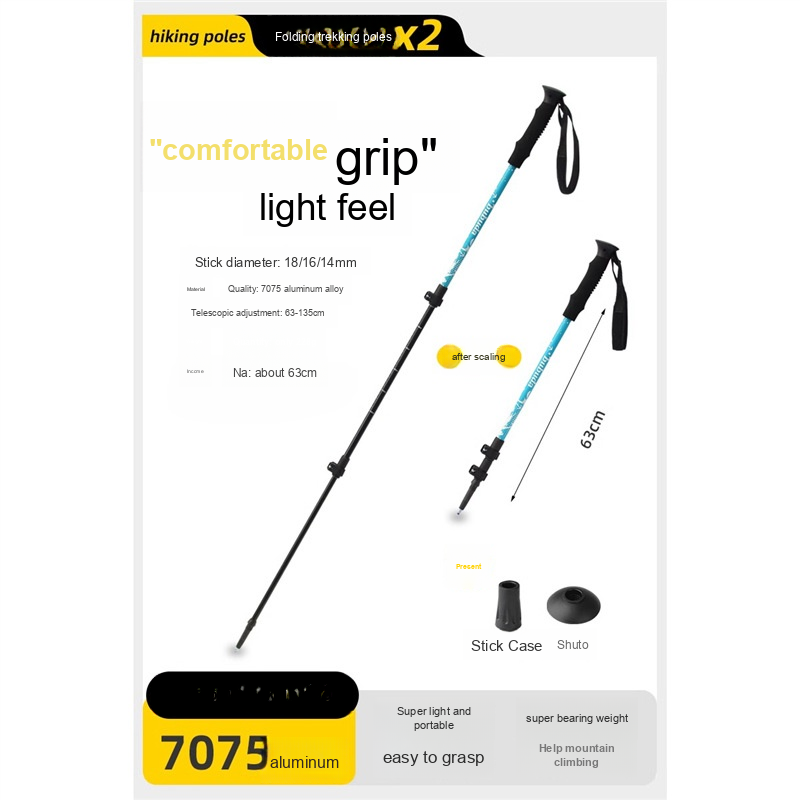 hiking poles
Folding trekking poles x2
"comfortable grip"
light feel
Stick diameter: 18/16/14mm
Material Quality: 7075 aluminum alloy
Telescopic adjustment: 63-135cm
Income Na: about 63cm
after scaling
63cm
Present
Stick Case
Shuto
7075 aluminum
Super light and
portable
easy to grasp
super bearing weight
Help mountain
climbing